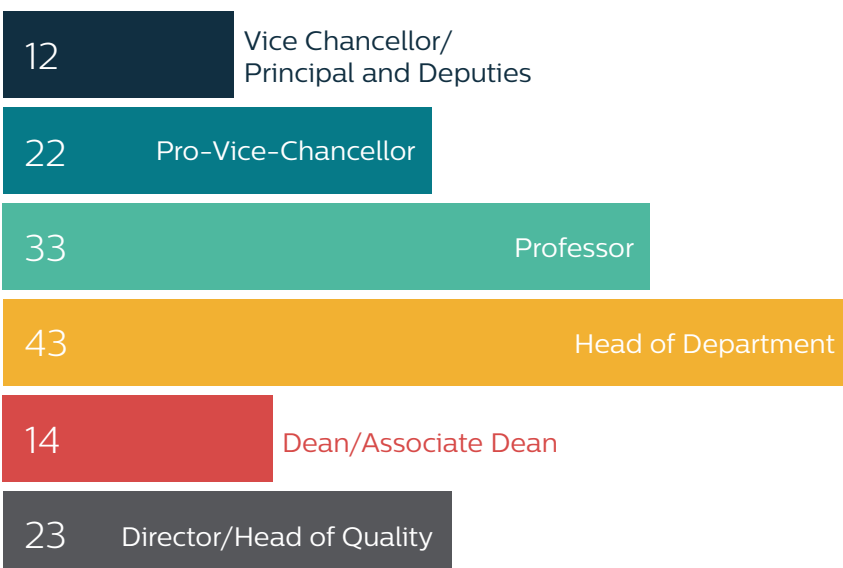 12
Vice Chancellor/
Principal and Deputies
22 Pro-Vice-Chancellor
33 Professor
43 Head of Department
14 Dean/Associate Dean
23 Director/Head of Quality